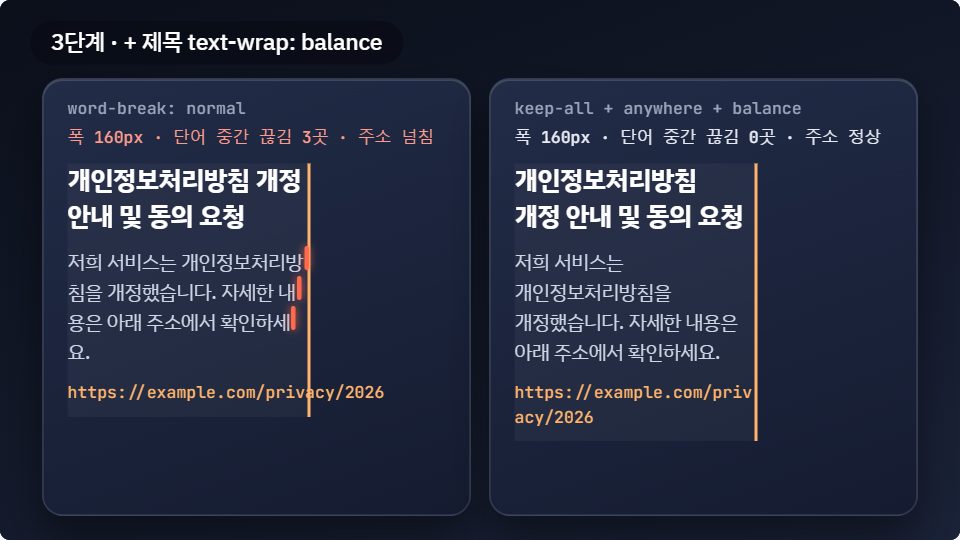 3단계 · + 제목 text-wrap: balance
word-break: normal
폭 160px · 단어 중간 끊김 3곳 · 주소 넘침
개인정보처리방침 개정
안내 및 동의 요청
저희 서비스는 개인정보처리방
침을 개정했습니다. 자세한 내
용은 아래 주소에서 확인하세
요.
https://example.com/privacy/2026
keep-all + anywhere + balance
폭 160px · 단어 중간 끊김 0곳 · 주소 정상
개인정보처리방침
개정 안내 및 동의 요청
저희 서비스는
개인정보처리방침을
개정했습니다. 자세한 내용은
아래 주소에서 확인하세요.
https://example.com/priv
acy/2026